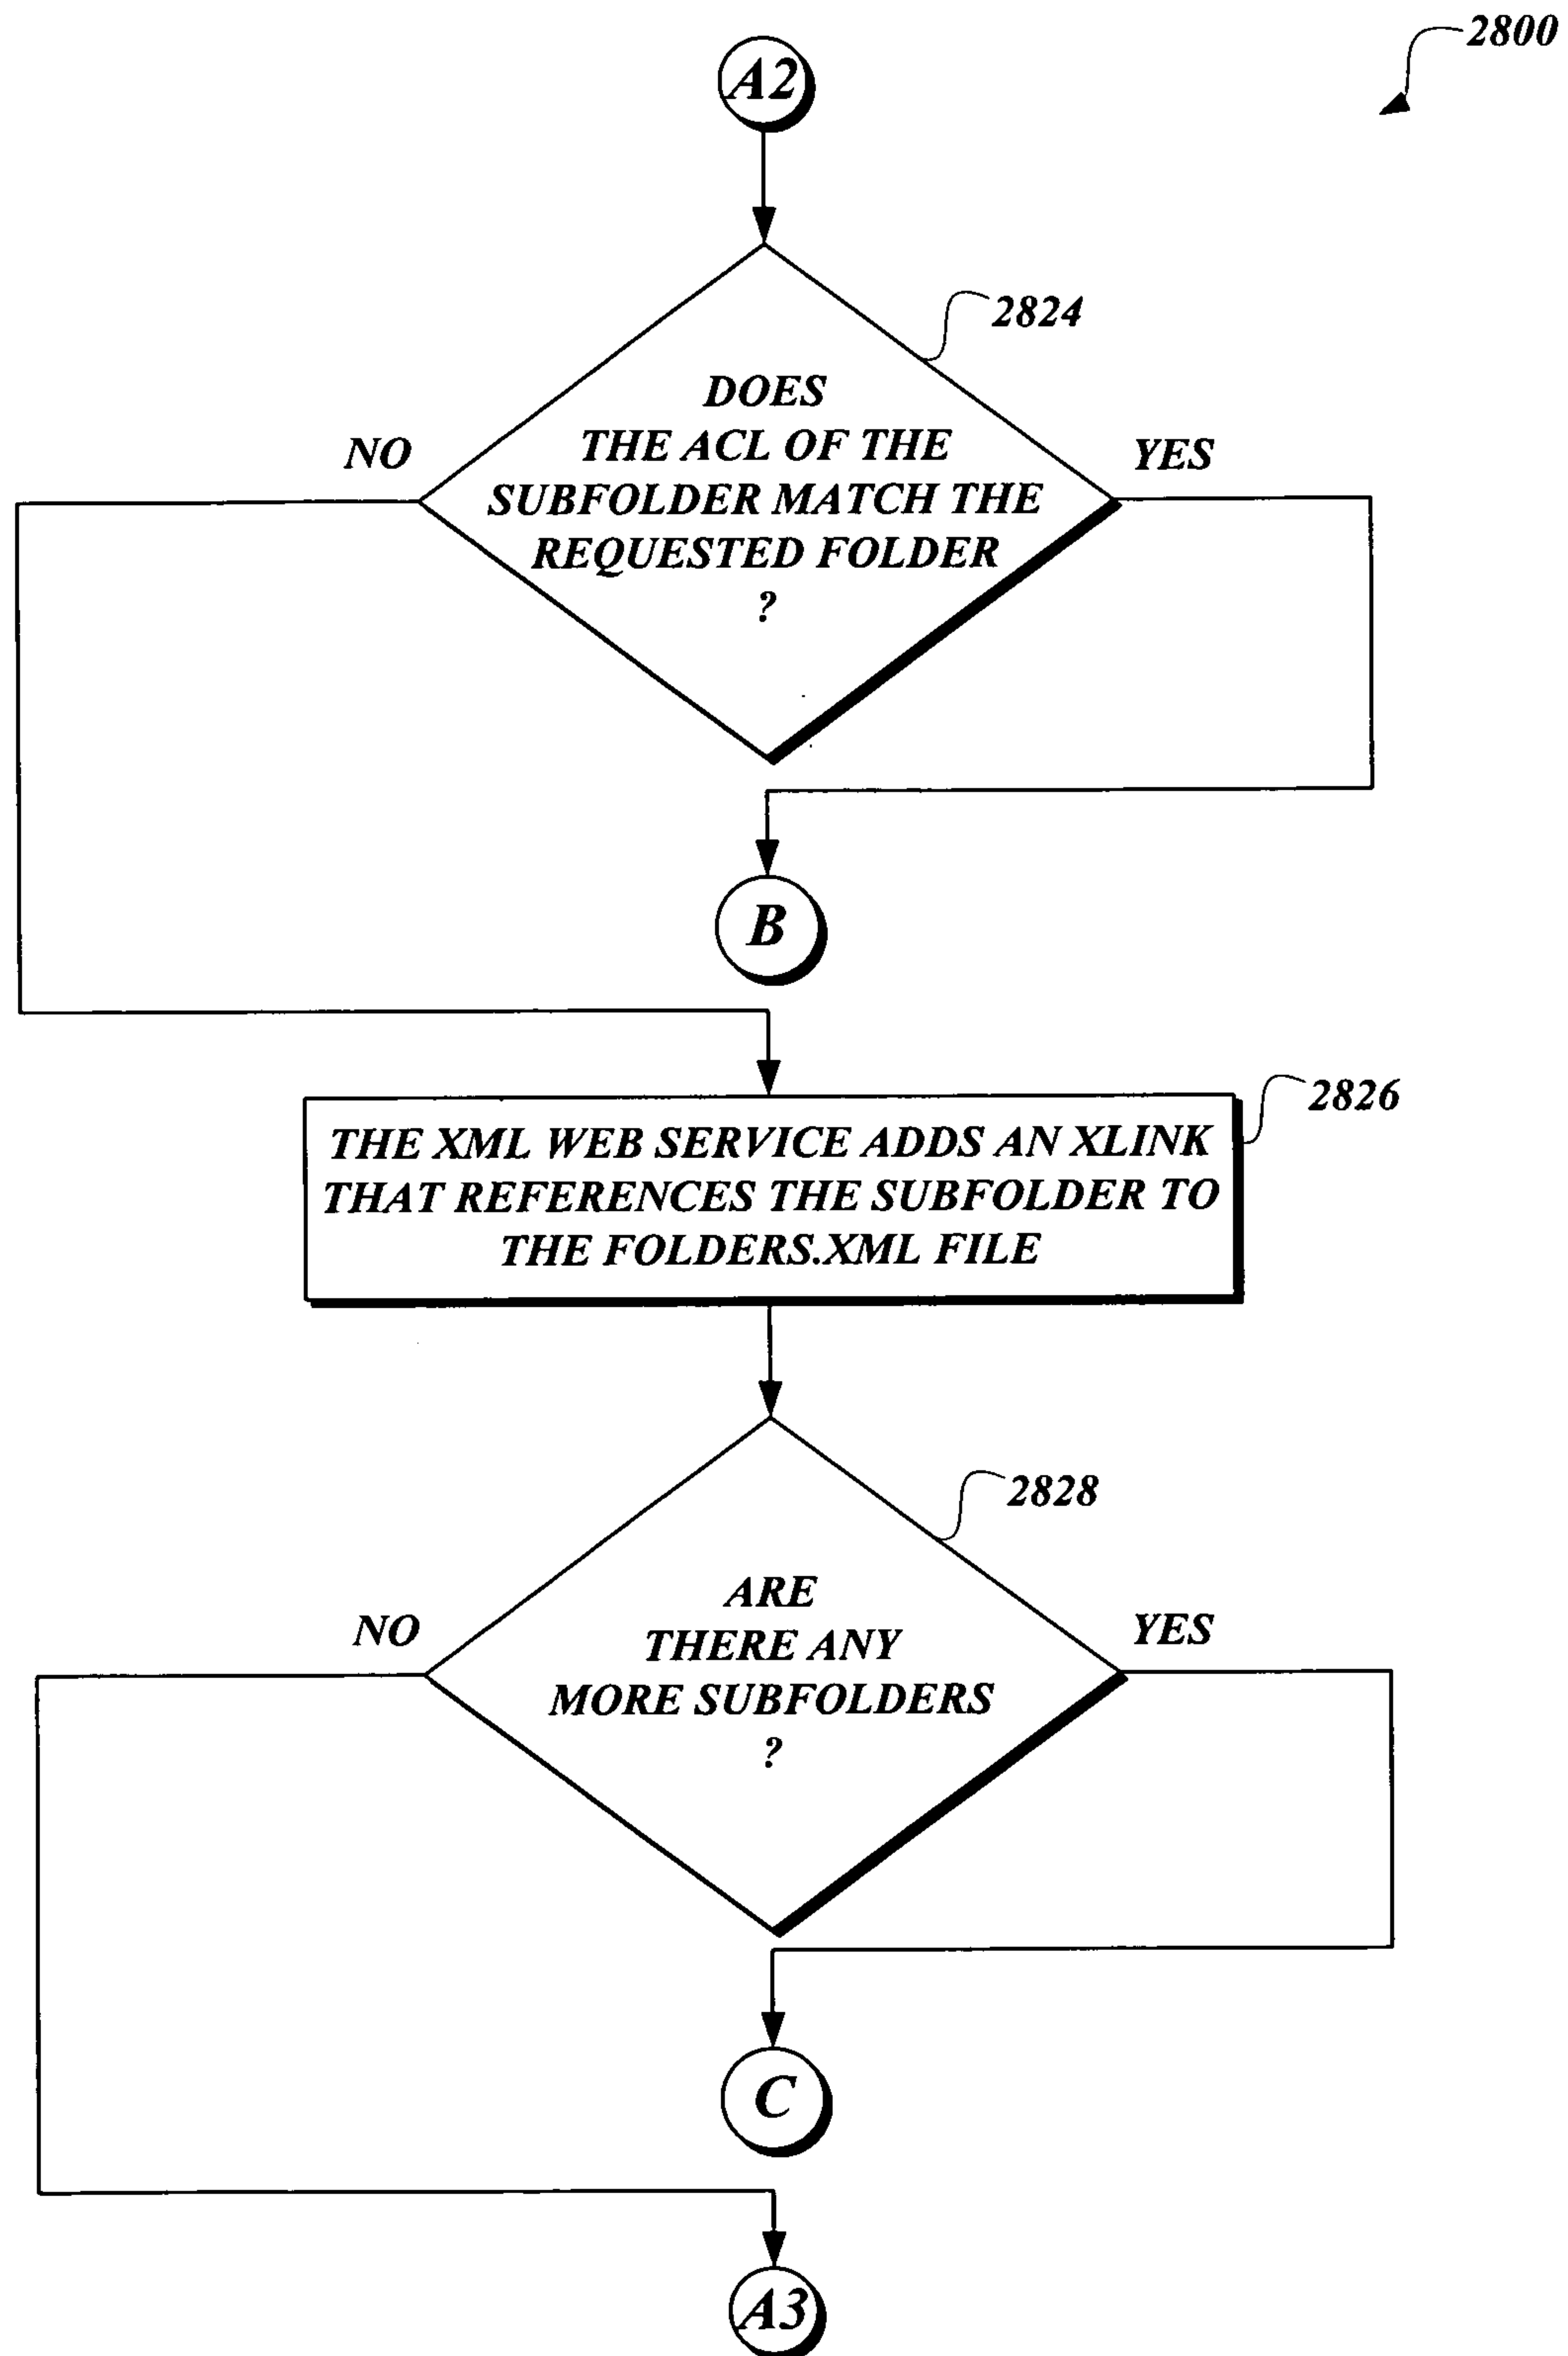 2800
A2
2824
DOES
THE ACL OF THE
SUBFOLDER MATCH THE
REQUESTED FOLDER
?
NO
YES
B
2826
THE XML WEB SERVICE ADDS AN XLINK
THAT REFERENCES THE SUBFOLDER TO
THE FOLDERS.XML FILE
2828
ARE
THERE ANY
MORE SUBFOLDERS
?
NO
YES
C
A3